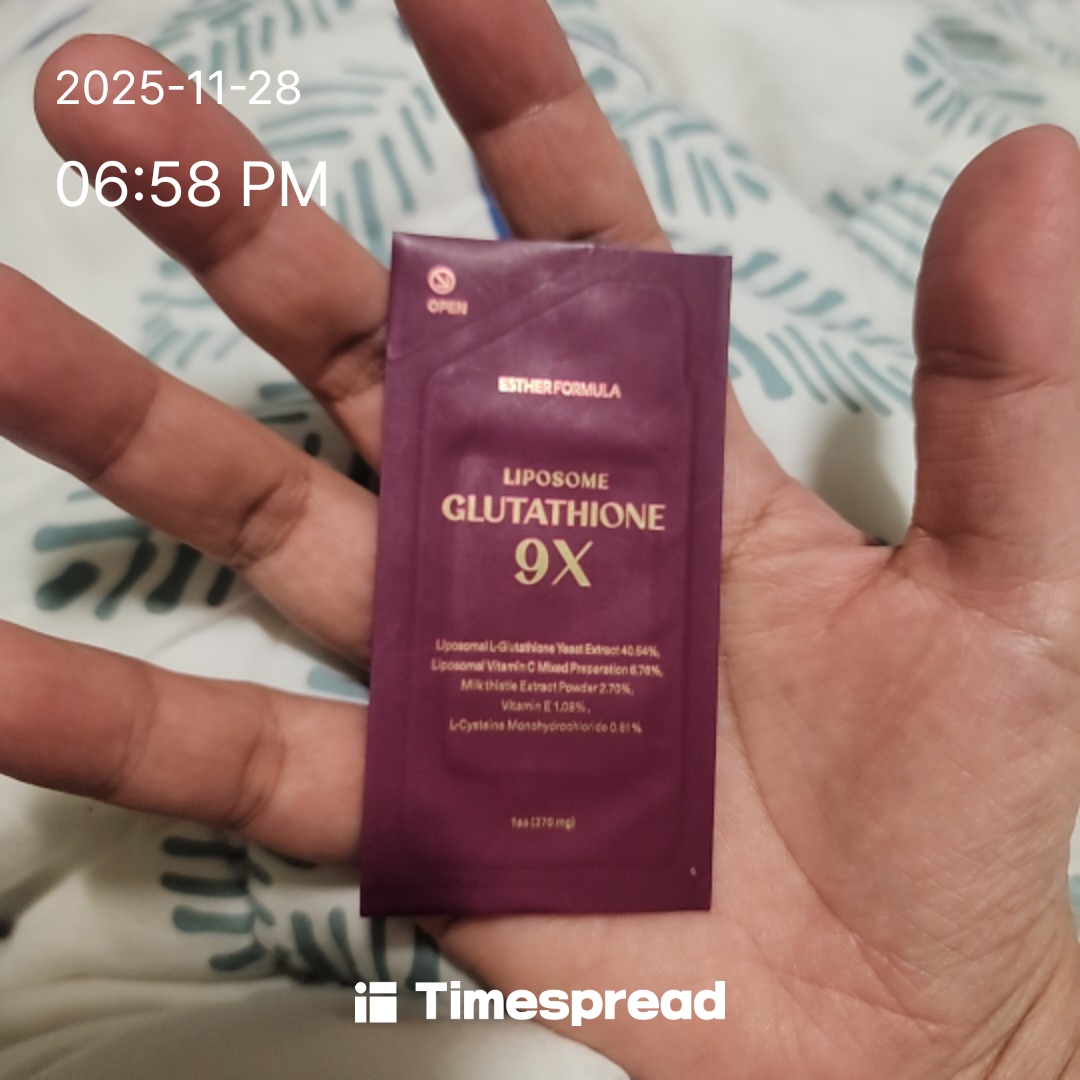 2025-11-28
06:58 PM
OPEN
ESTHER FORMULA
LIPOSOME
GLUTATHIONE
9X
Liposomal L-Glutathione Yeast Extract 40.54%,
Liposomal Vitamin C Mixed Preparation 6.76%,
Milk thistle Extract Powder 2.70%,
Vitamin E 1.08%,
L-Cysteine Monohydrochloride 0.81%
1ea (370 mg)
Timespread